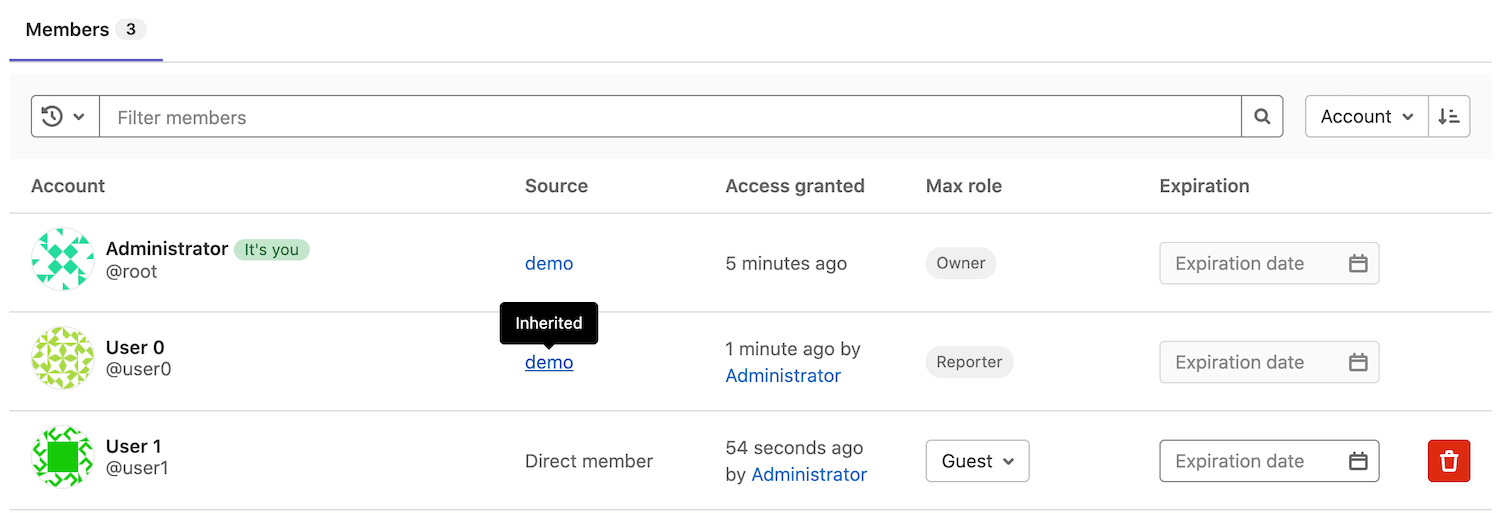 Members 3
Filter members
Account
Account Source Access granted Max role Expiration
Administrator It's you
@root
demo
5 minutes ago
Owner
Expiration date
Inherited
User 0
@user0
demo
1 minute ago by
Administrator
Reporter
Expiration date
User 1
@user1
Direct member
54 seconds ago
by Administrator
Guest
Expiration date